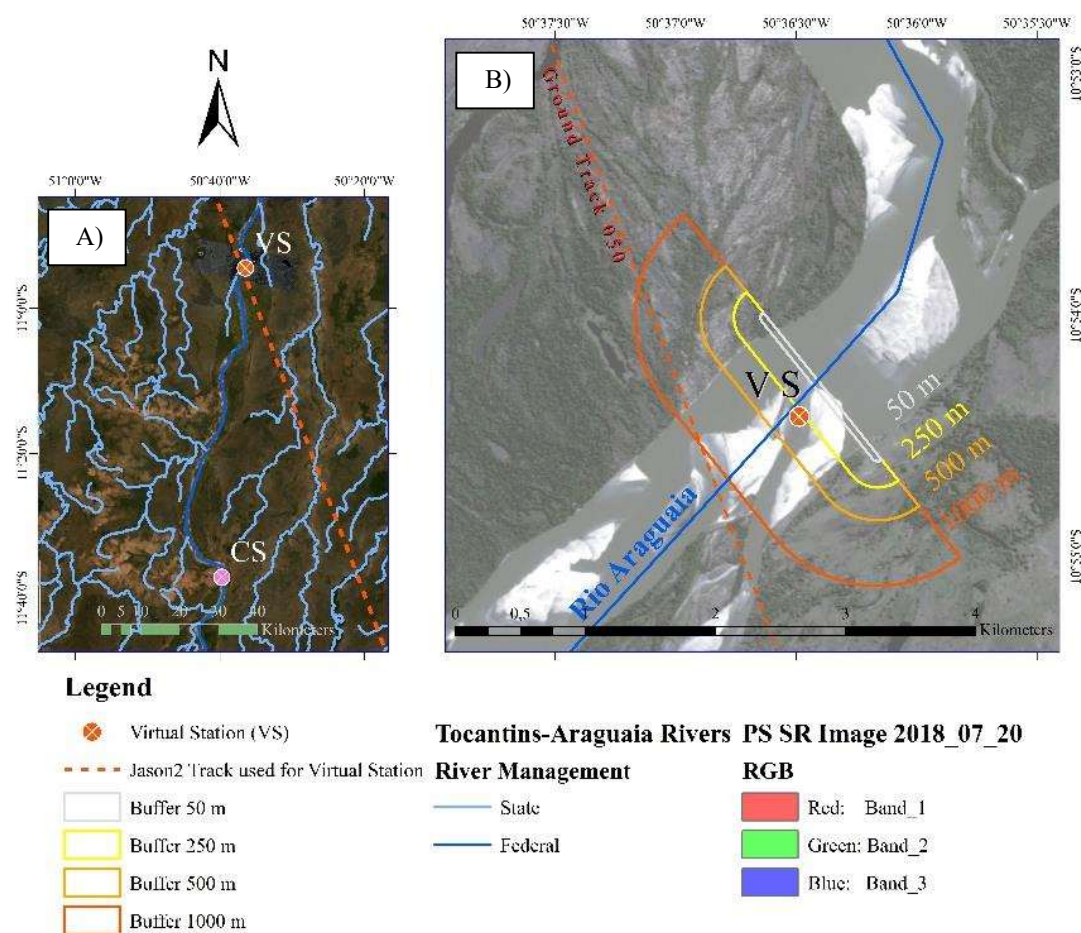 N
A)
51°0'0"W 50°40'0"W 50°20'0"W
11°0'0"S
11°20'0"S
11°40'0"S
VS
CS
0 5 10 20 30 40
Kilometers
B)
50°37'30"W 50°37'0"W 50°36'30"W 50°36'0"W 50°35'30"W
10°53'0"S
10°54'0"S
10°55'0"S
Ground Track 050
V S
50 m
250 m
500 m
1000 m
Rio Araguaia
0 0,5 1 2 3 4
Kilometers
Legend
Virtual Station (VS)
Jason2 Track used for Virtual Station
Buffer 50 m
Buffer 250 m
Buffer 500 m
Buffer 1000 m
Tocantins-Araguaia Rivers
River Management
State
Federal
PS SR Image 2018_07_20
RGB
Red: Band_1
Green: Band_2
Blue: Band_3